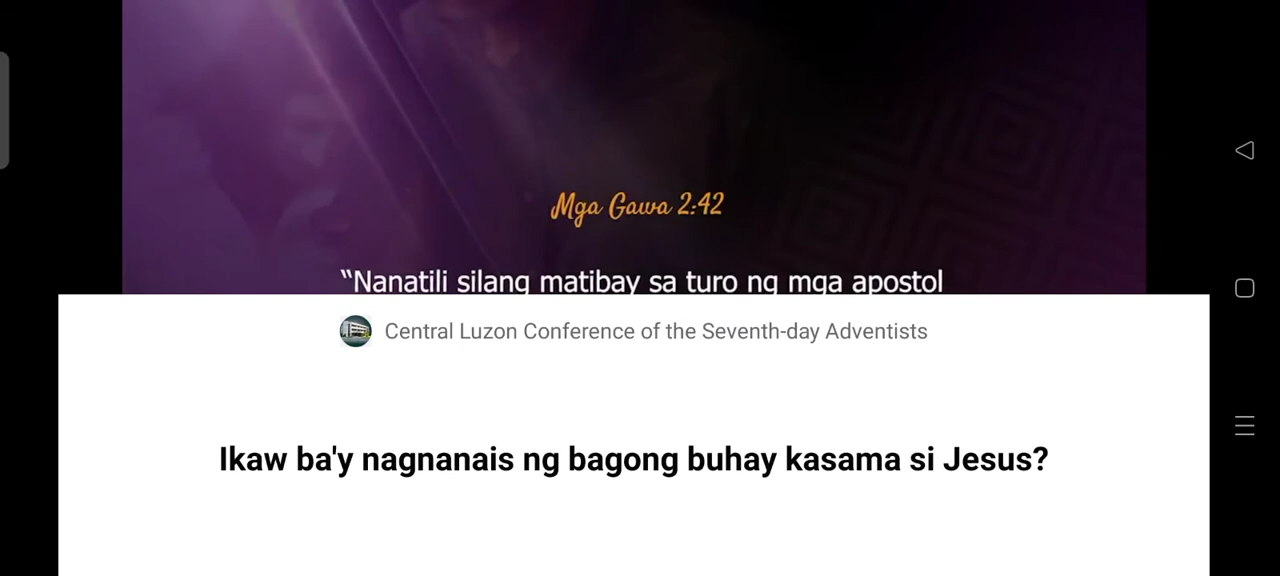 Mga Gawa 2:42
“Nanatili silang matibay sa turo ng mga apostol
Central Luzon Conference of the Seventh-day Adventists
Ikaw ba'y nagnanais ng bagong buhay kasama si Jesus?